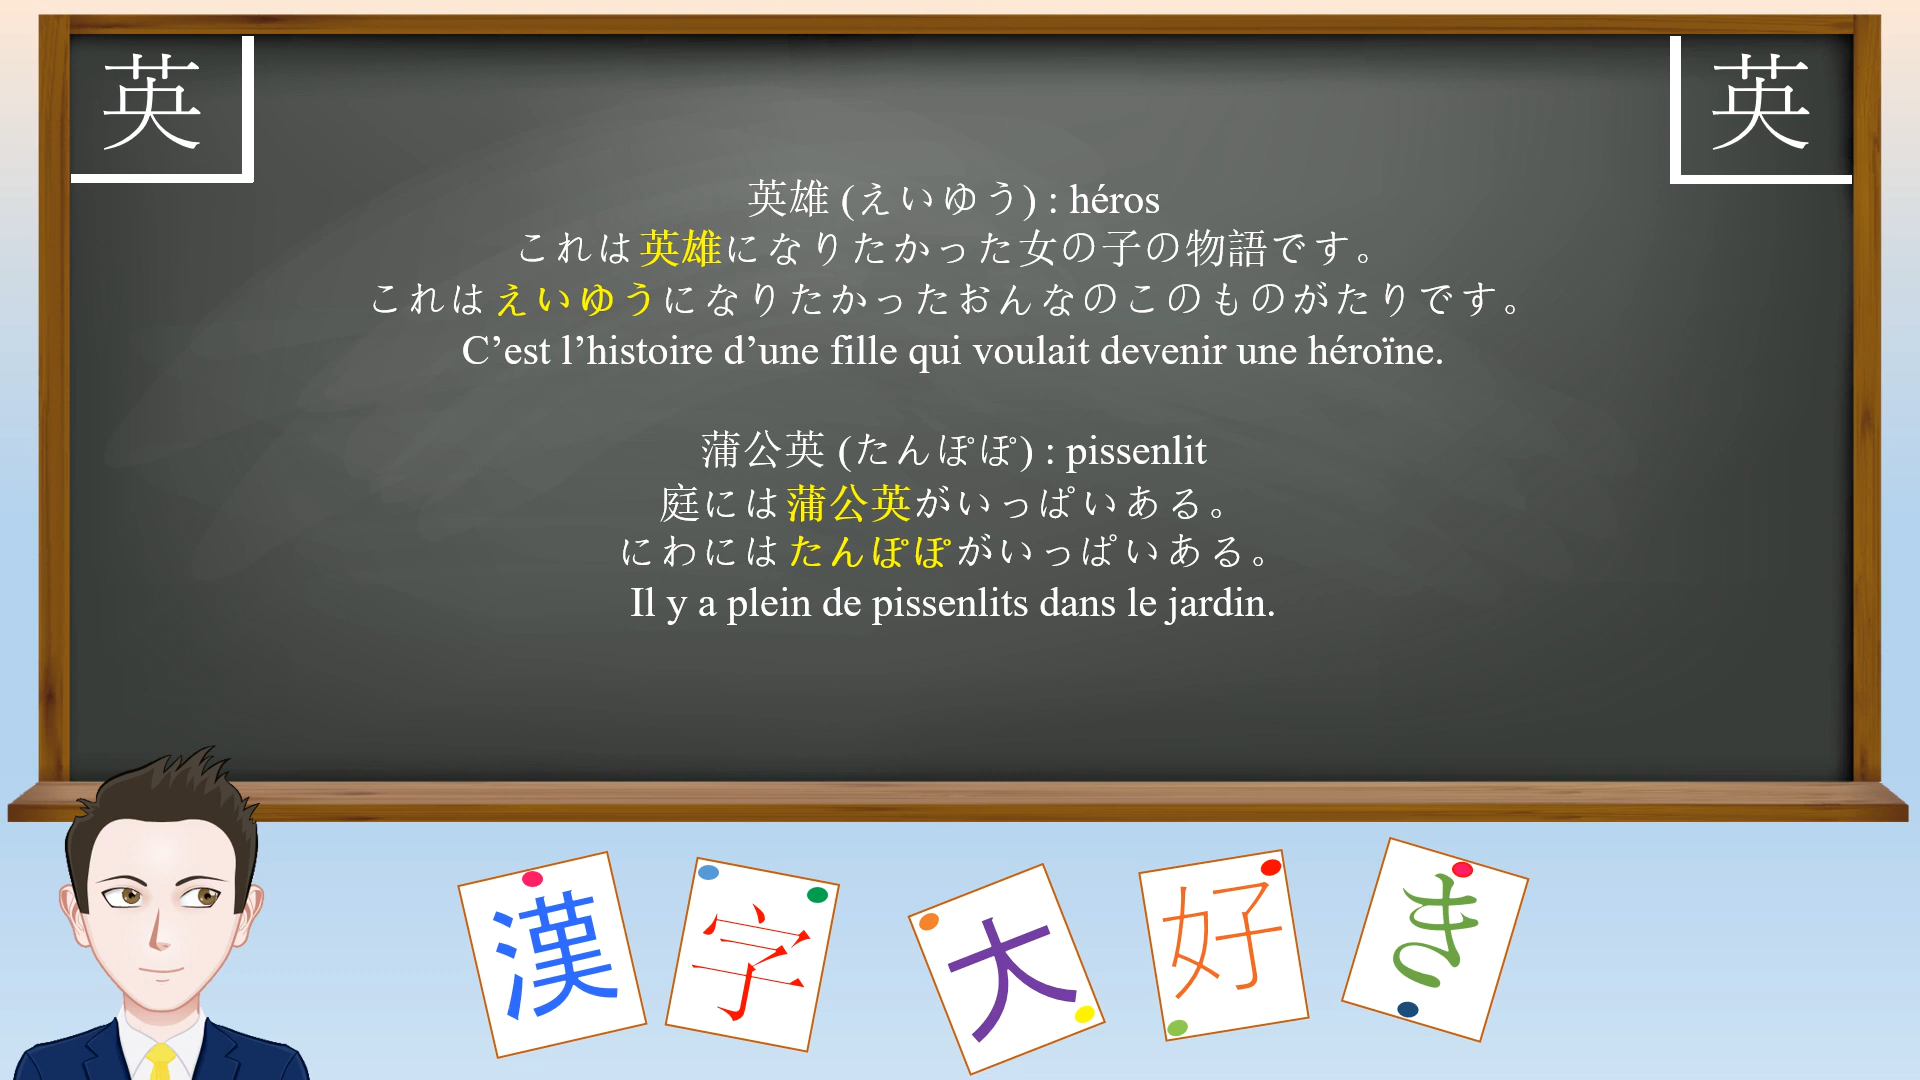 英
英
英雄 (えいゆう) : héros
これは英雄になりたかった女の子の物語です。
これはえいゆうになりたかったおんなのこのものがたりです。
C’est l’histoire d’une fille qui voulait devenir une héroïne.
蒲公英 (たんぽぽ) : pissenlit
庭には蒲公英がいっぱいある。
にわにはたんぽぽがいっぱいある。
Il y a plein de pissenlits dans le jardin.
漢字大好き